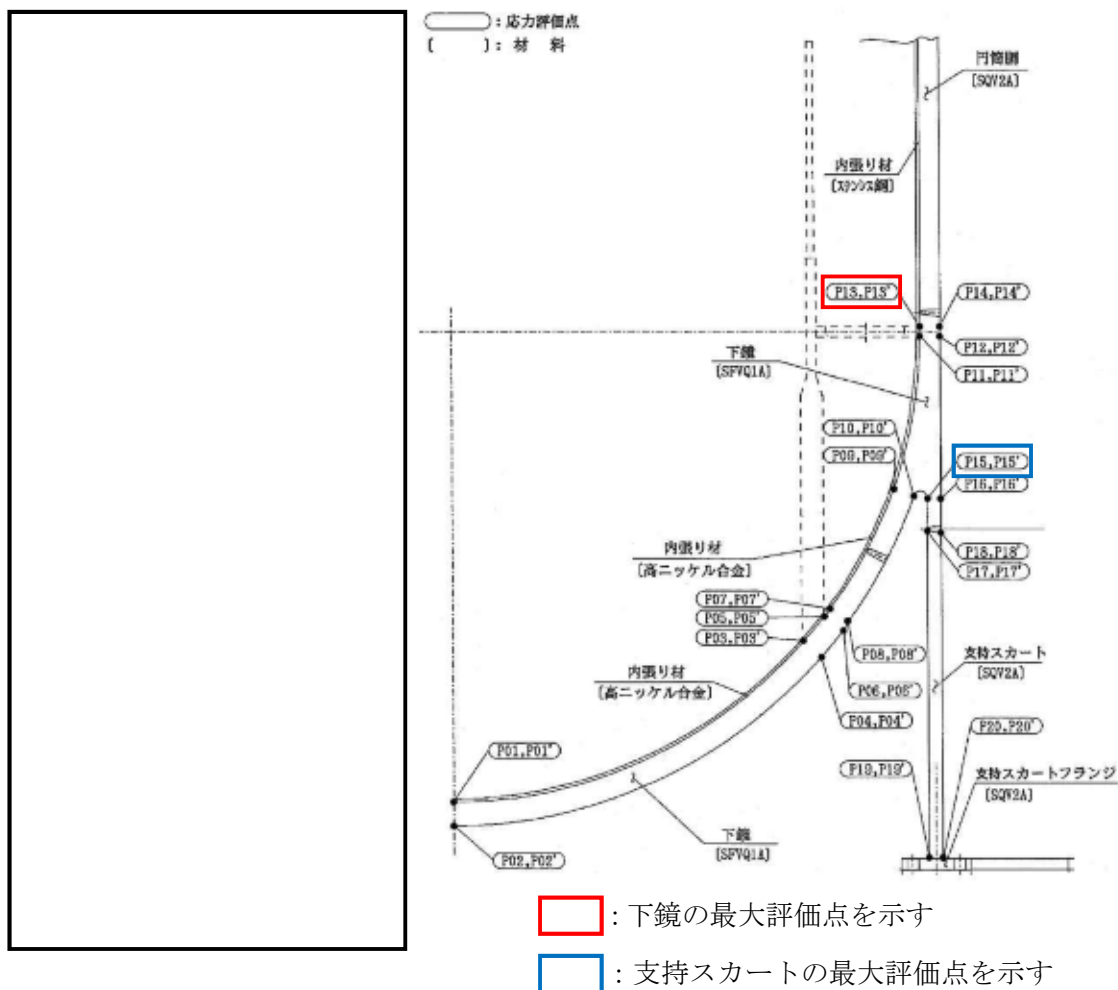 ：応力評価点
[ ]：材 料
円筒胴
[SQV2A]
内張り材
[ステンレス鋼]
P13,P13'
P14,P14'
P12,P12'
P11,P11'
下鏡
[SFVQ1A]
P10,P10'
P09,P09'
P15,P15'
P16,P16'
内張り材
[高ニッケル合金]
P18,P18'
P17,P17'
P07,P07'
P05,P05'
P03,P03'
P08,P08'
P06,P06'
P04,P04'
支持スカート
[SQV2A]
内張り材
[高ニッケル合金]
P20,P20'
P01,P01'
P19,P19'
支持スカートフランジ
[SQV2A]
下鏡
[SFVQ1A]
P02,P02'
：下鏡の最大評価点を示す
：支持スカートの最大評価点を示す